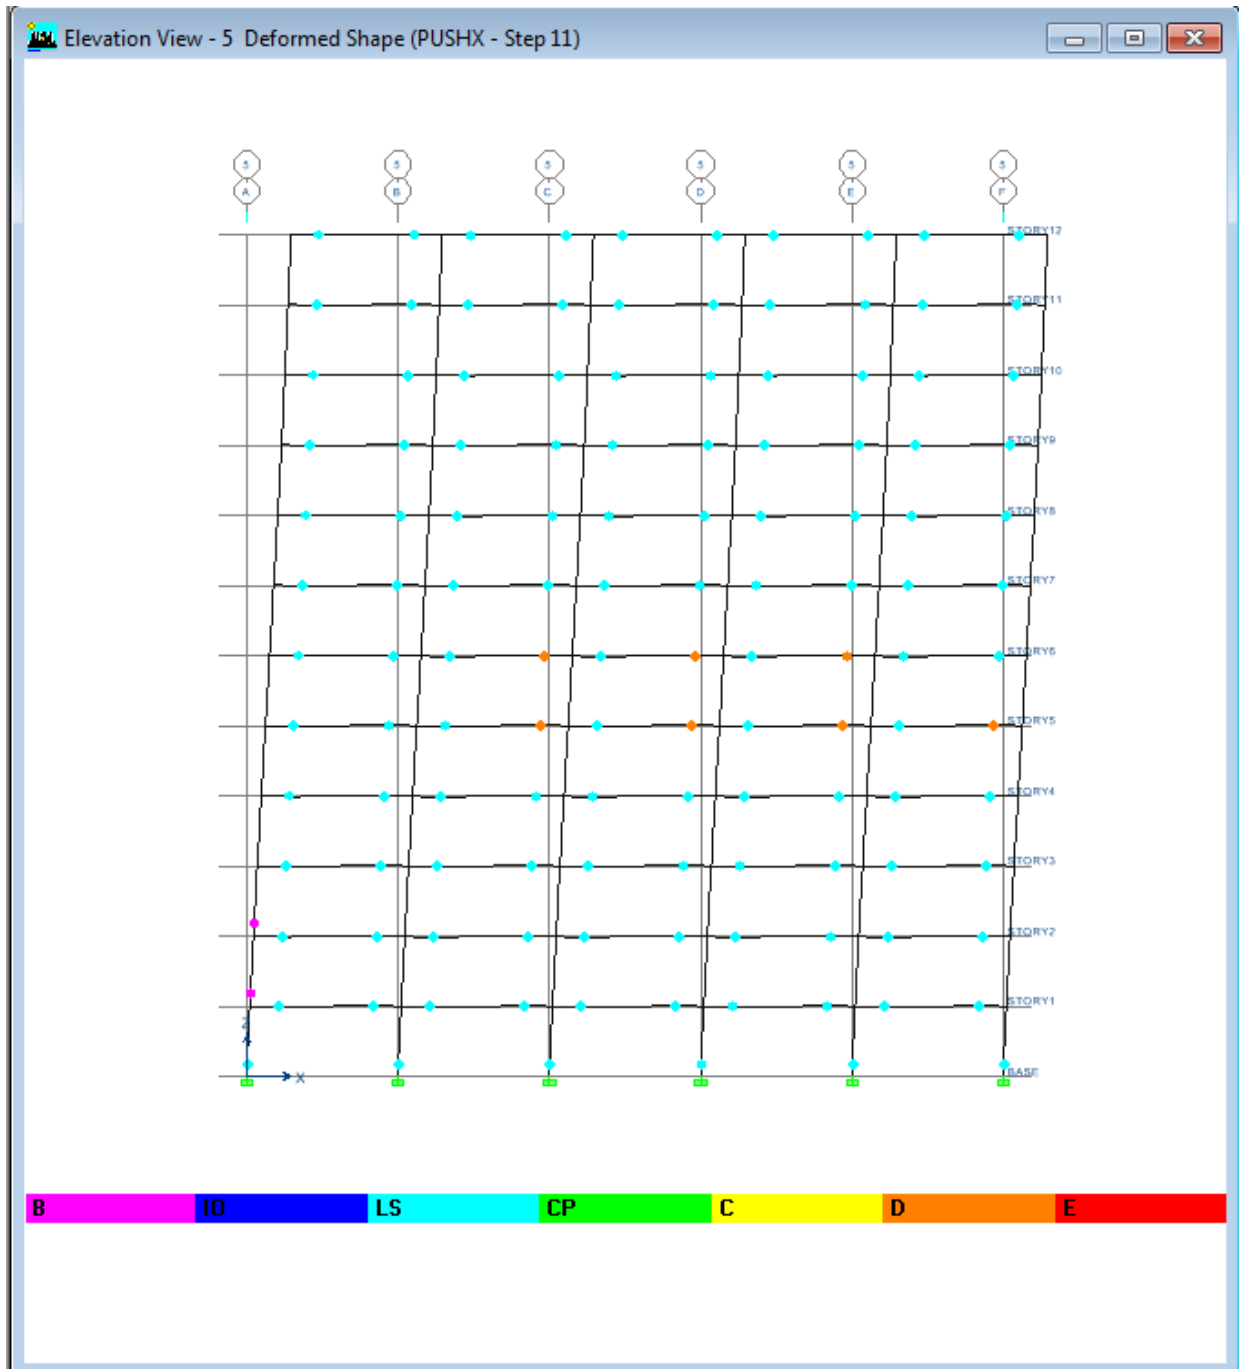 Elevation View - 5 Deformed Shape (PUSHX - Step 11)
5 5 5 5 5 5
A B C D E F
STORY12
STORY11
STORY10
STORY9
STORY8
STORY7
STORY6
STORY5
STORY4
STORY3
STORY2
STORY1
Z
X
BASE
B IO LS CP C D E